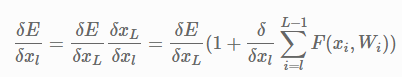 δE/δx_l = δE/δx_L δx_L/δx_l = δE/δx_L (1 + δ/δx_l ∑_{i=l}^{L−1} F(x_i, W_i))